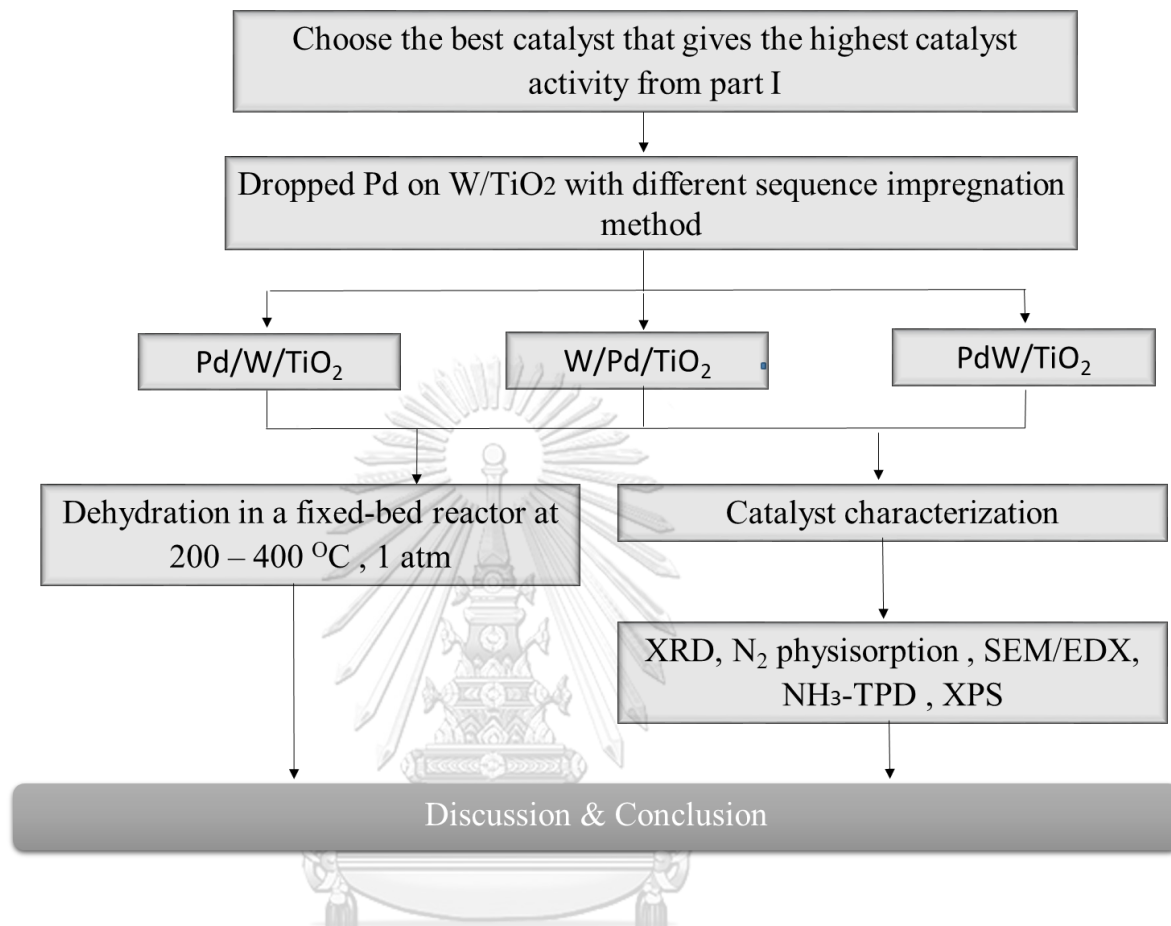 Choose the best catalyst that gives the highest catalyst
activity from part I
Dropped Pd on W/TiO2 with different sequence impregnation
method
Pd/W/TiO₂
W/Pd/TiO₂
PdW/TiO₂
Dehydration in a fixed-bed reactor at
200 – 400 ᴼC , 1 atm
Catalyst characterization
XRD, N₂ physisorption , SEM/EDX,
NH₃-TPD , XPS
Discussion & Conclusion